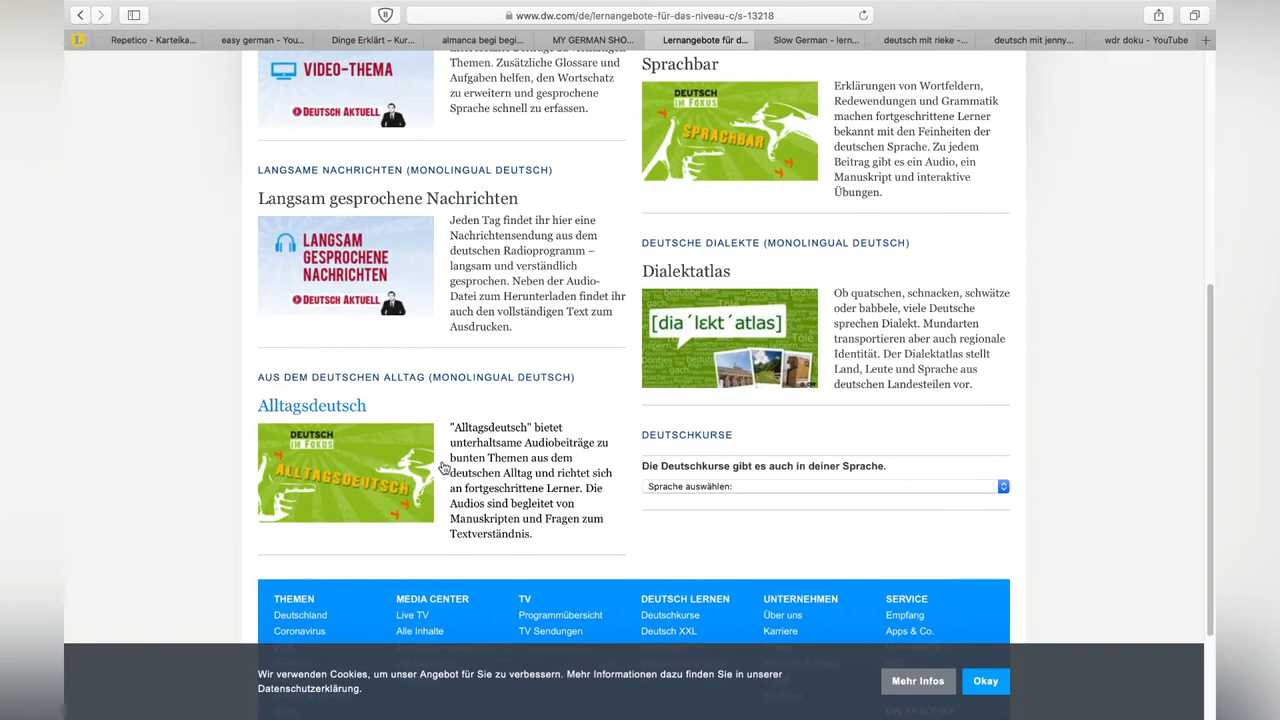 www.dw.com/de/lernangebote-für-das-niveau-c/s-13218
Repetico - Karteika...
easy german - You...
Dinge Erklärt – Kur...
almanca begi begi...
MY GERMAN SHO...
Lernangebote für d...
Slow German - lern...
deutsch mit rieke -...
deutsch mit jenny...
wdr doku - YouTube
VIDEO-THEMA
DEUTSCH AKTUELL
Themen. Zusätzliche Glossare und
Aufgaben helfen, den Wortschatz
zu erweitern und gesprochene
Sprache schnell zu erfassen.
LANGSAME NACHRICHTEN (MONOLINGUAL DEUTSCH)
Langsam gesprochene Nachrichten
LANGSAM
GESPROCHENE
NACHRICHTEN
DEUTSCH AKTUELL
Jeden Tag findet ihr hier eine
Nachrichtensendung aus dem
deutschen Radioprogramm –
langsam und verständlich
gesprochen. Neben der Audio-
Datei zum Herunterladen findet ihr
auch den vollständigen Text zum
Ausdrucken.
AUS DEM DEUTSCHEN ALLTAG (MONOLINGUAL DEUTSCH)
Alltagsdeutsch
DEUTSCH
IM FOKUS
ALLTAGSDEUTSCH
"Alltagsdeutsch" bietet
unterhaltsame Audiobeiträge zu
bunten Themen aus dem
deutschen Alltag und richtet sich
an fortgeschrittene Lerner. Die
Audios sind begleitet von
Manuskripten und Fragen zum
Textverständnis.
Sprachbar
DEUTSCH
IM FOKUS
SPRACHBAR
Erklärungen von Wortfeldern,
Redewendungen und Grammatik
machen fortgeschrittene Lerner
bekannt mit den Feinheiten der
deutschen Sprache. Zu jedem
Beitrag gibt es ein Audio, ein
Manuskript und interaktive
Übungen.
DEUTSCHE DIALEKTE (MONOLINGUAL DEUTSCH)
Dialektatlas
[dia ´lɛkt ´atlas]
Ob quatschen, schnacken, schwätze
oder babbele, viele Deutsche
sprechen Dialekt. Mundarten
transportieren aber auch regionale
Identität. Der Dialektatlas stellt
Land, Leute und Sprache aus
deutschen Landesteilen vor.
DEUTSCHKURSE
Die Deutschkurse gibt es auch in deiner Sprache.
Sprache auswählen:
THEMEN
Deutschland
Coronavirus
MEDIA CENTER
Live TV
Alle Inhalte
TV
Programmübersicht
TV Sendungen
DEUTSCH LERNEN
Deutschkurse
Deutsch XXL
UNTERNEHMEN
Über uns
Karriere
SERVICE
Empfang
Apps & Co.
Wir verwenden Cookies, um unser Angebot für Sie zu verbessern. Mehr Informationen dazu finden Sie in unserer
Datenschutzerklärung.
Mehr Infos
Okay